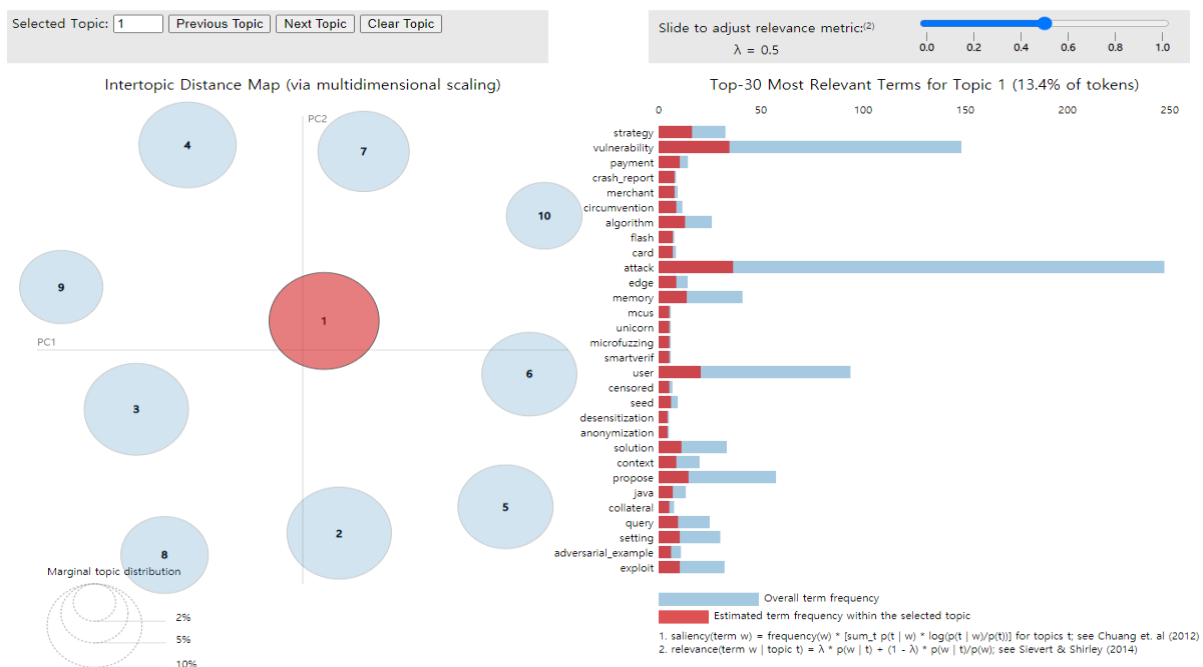 Selected Topic: 1 Previous Topic Next Topic Clear Topic
Slide to adjust relevance metric:(2)
λ = 0.5
0.0 0.2 0.4 0.6 0.8 1.0
Intertopic Distance Map (via multidimensional scaling)
PC2
PC1
4
7
10
9
1
6
3
5
2
8
Marginal topic distribution
2%
5%
10%
Top-30 Most Relevant Terms for Topic 1 (13.4% of tokens)
0 50 100 150 200 250
strategy
vulnerability
payment
crash_report
merchant
circumvention
algorithm
flash
card
attack
edge
memory
mcus
unicorn
microfuzzing
smartverif
user
censored
seed
desensitization
anonymization
solution
context
propose
java
collateral
query
setting
adversarial_example
exploit
Overall term frequency
Estimated term frequency within the selected topic
1. saliency(term w) = frequency(w) * [sum_t p(t | w) * log(p(t | w)/p(t))] for topics t; see Chuang et. al (2012)
2. relevance(term w | topic t) = λ * p(w | t) + (1 - λ) * p(w | t)/p(w); see Sievert & Shirley (2014)